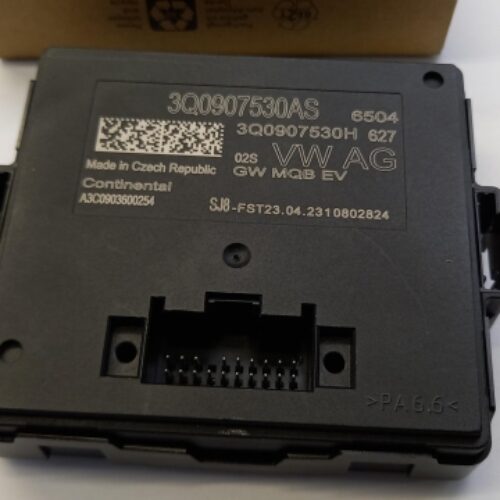 3Q0907530AS 6504
3Q0907530H 627
02S VW AG
GW MQB EV
Made in Czech Republic
Continental
A3C0903600254
SJ8-FST23.04.2310802824
>PA.6.6<